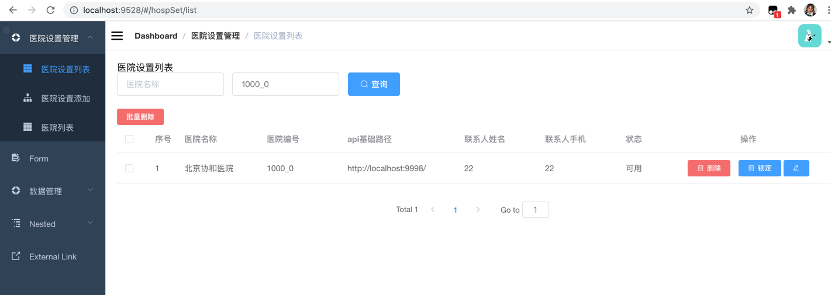 localhost:9528/#/hospSet/list
1
医院设置管理
Dashboard / 医院设置管理 / 医院设置列表
医院设置列表
医院设置添加
医院列表
Form
数据管理
Nested
External Link
医院设置列表
医院名称
1000_0
查询
批量删除
序号 医院名称 医院编号 api基础路径 联系人姓名 联系人手机 状态 操作
1 北京协和医院 1000_0 http://localhost:9998/ 22 22 可用 删除 锁定
Total 1 1 Go to 1